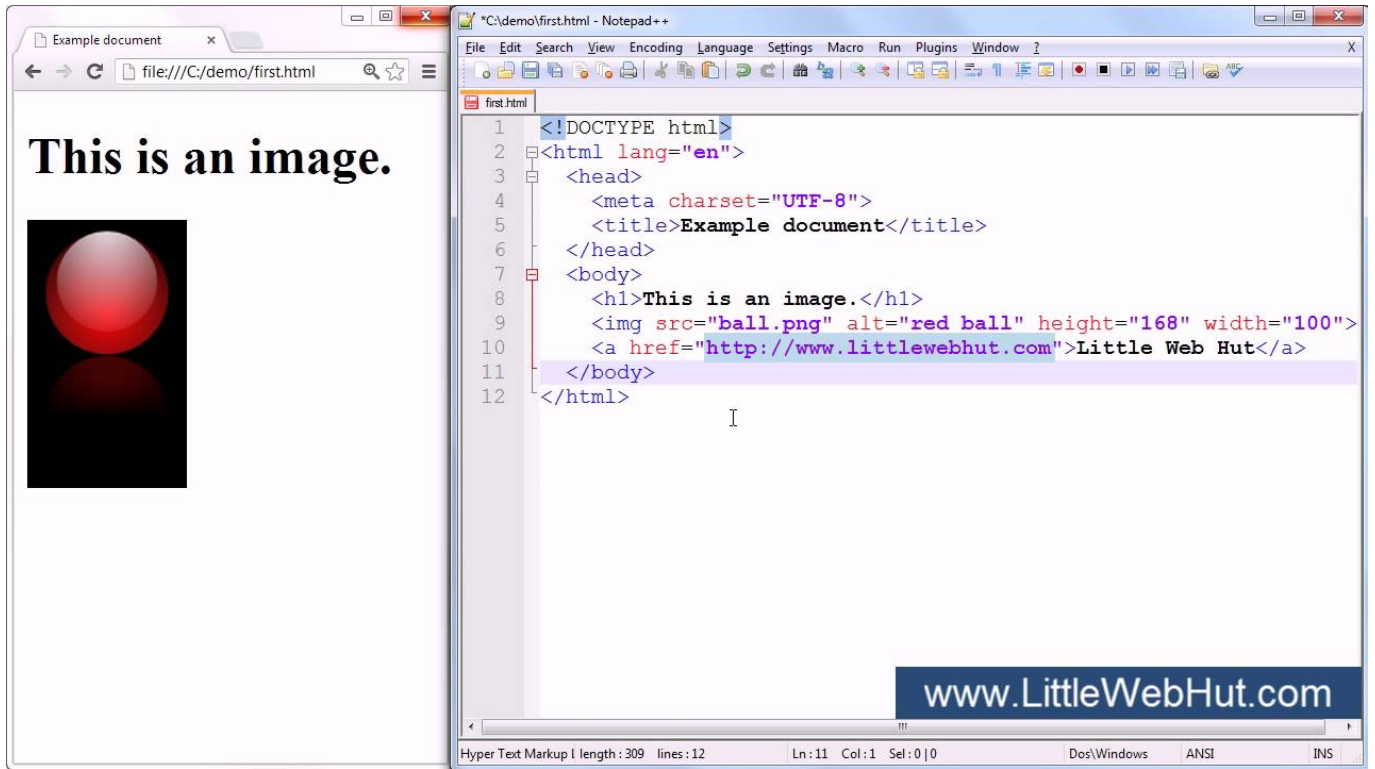 Example document
file:///C:/demo/first.html
This is an image.
*C:\demo\first.html - Notepad++
File Edit Search View Encoding Language Settings Macro Run Plugins Window ? X
first.html
1 <!DOCTYPE html>
2 <html lang="en">
3 <head>
4 <meta charset="UTF-8">
5 <title>Example document</title>
6 </head>
7 <body>
8 <h1>This is an image.</h1>
9 <img src="ball.png" alt="red ball" height="168" width="100">
10 <a href="http://www.littlewebhut.com">Little Web Hut</a>
11 </body>
12 </html>
www.LittleWebHut.com
Hyper Text Markup l length : 309 lines : 12 Ln : 11 Col : 1 Sel : 0 | 0 Dos\Windows ANSI INS